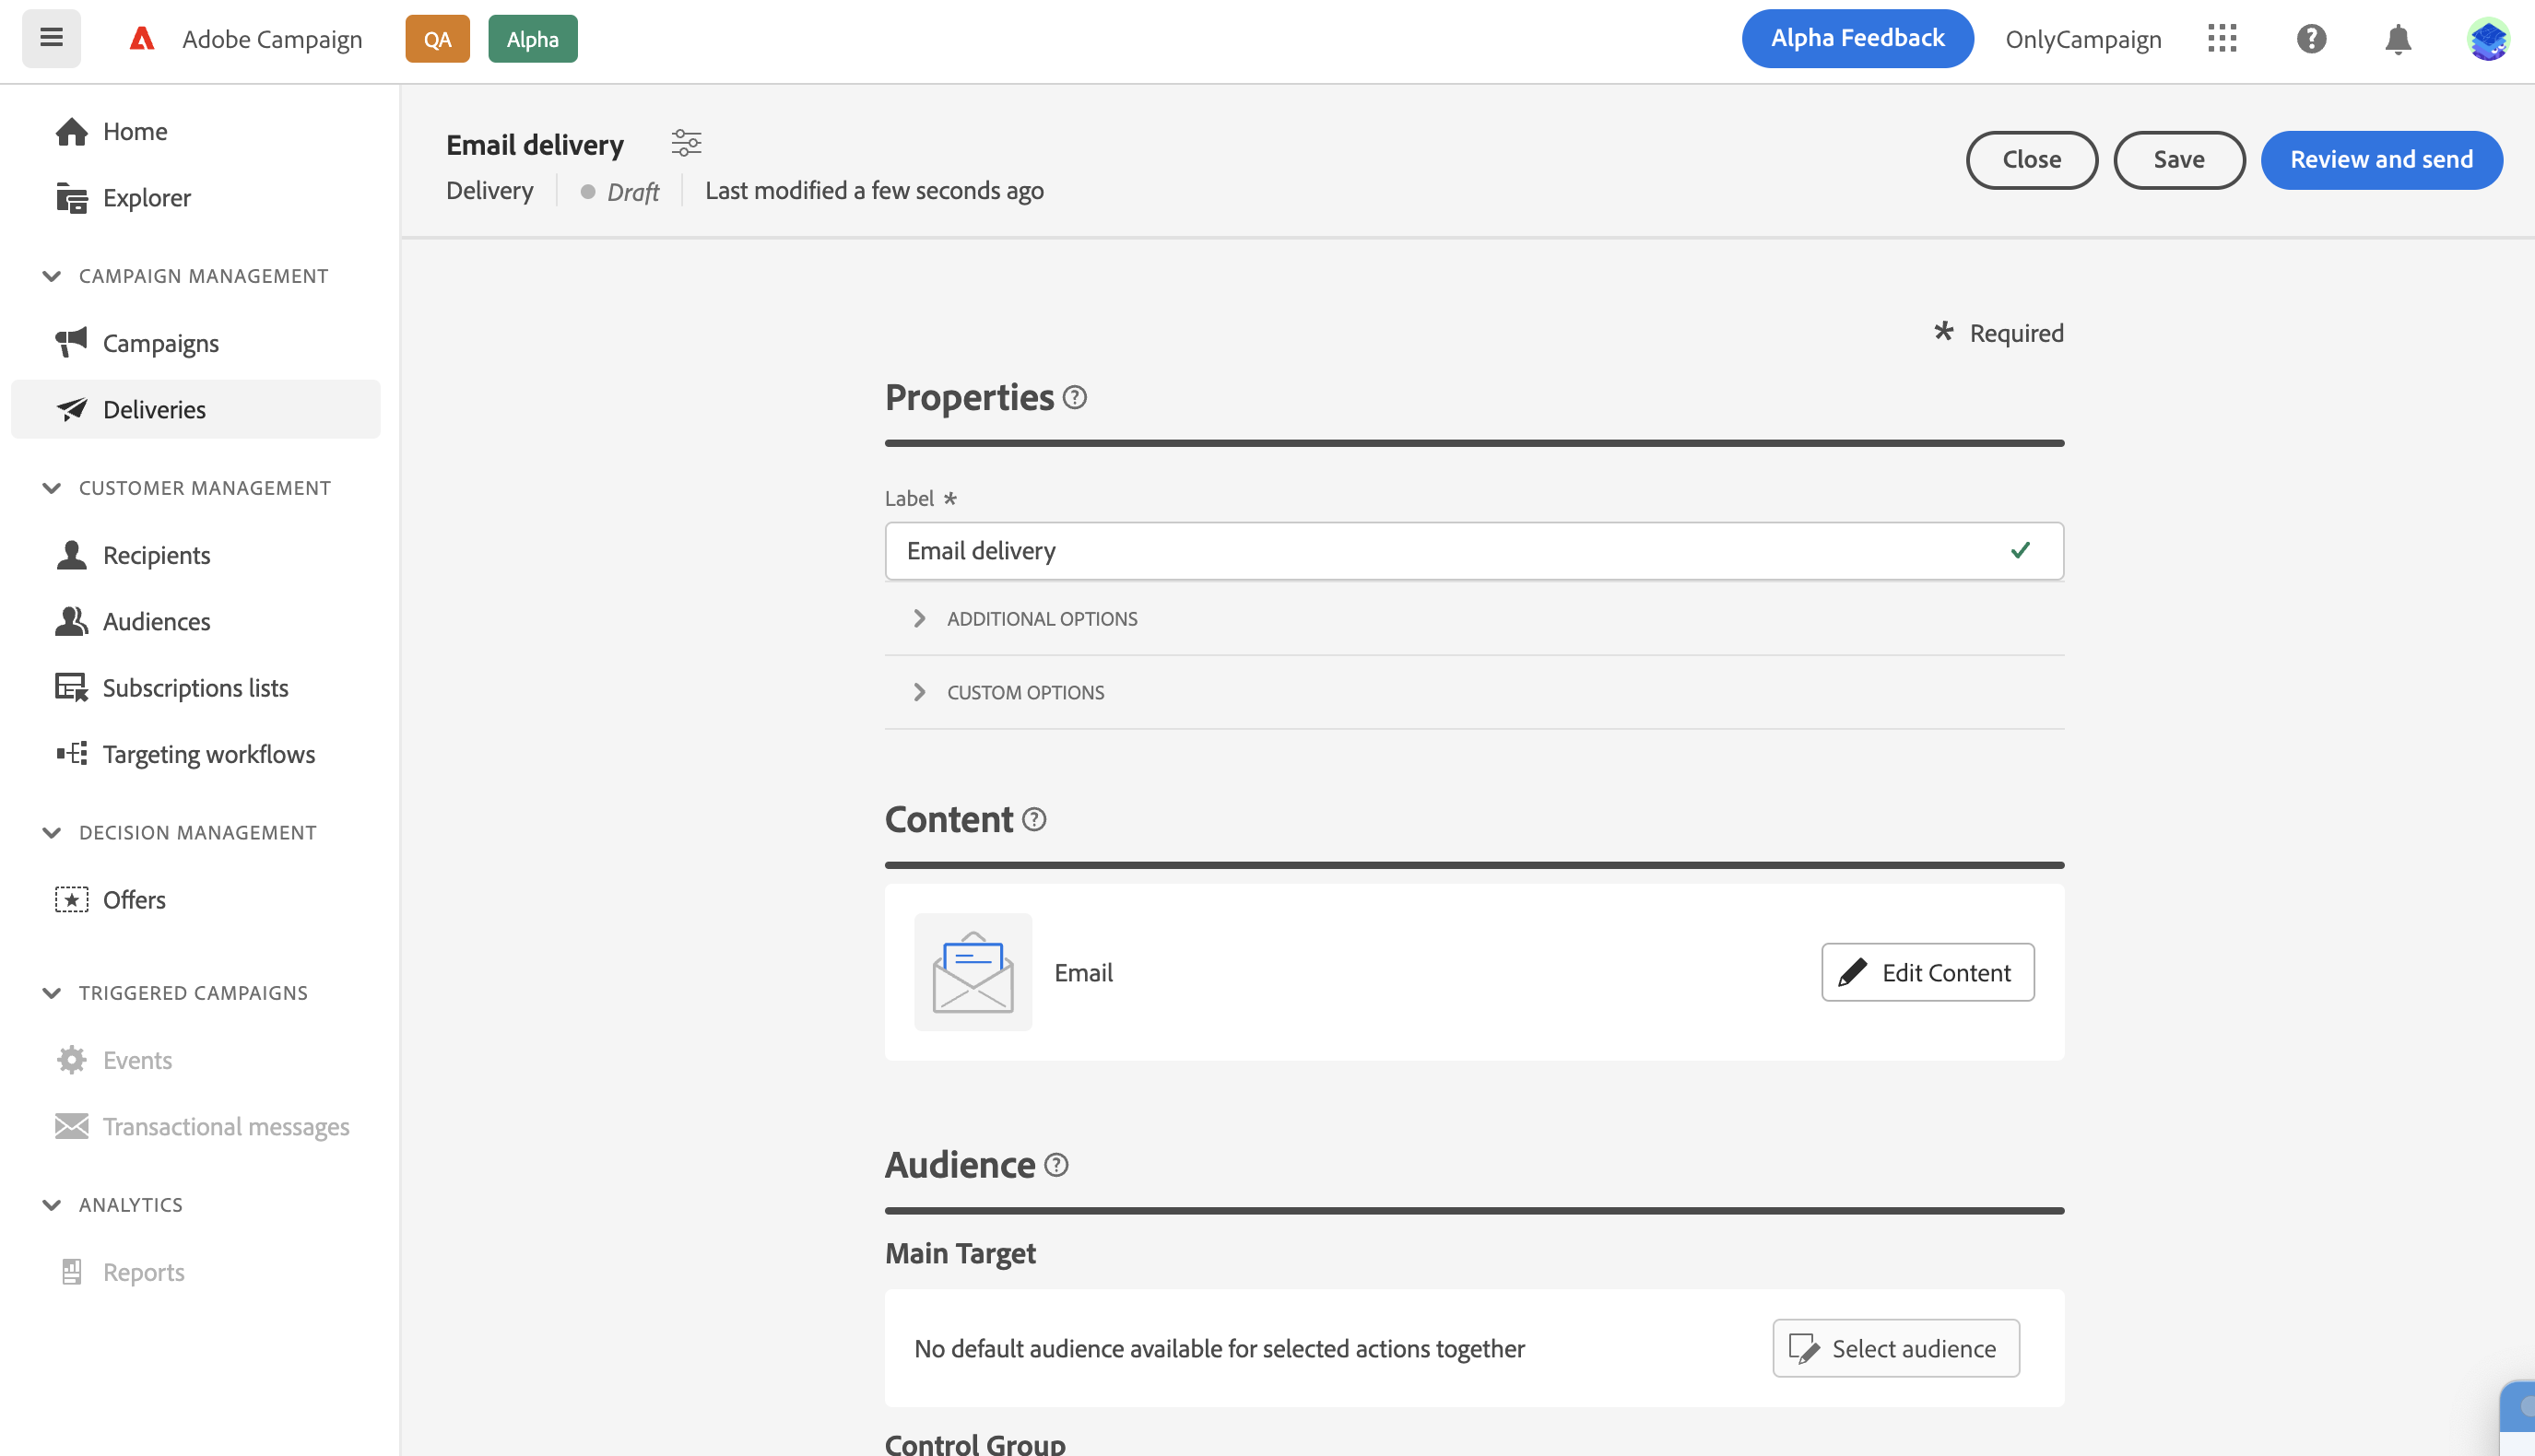 Adobe Campaign QA Alpha Alpha Feedback OnlyCampaign
Home
Explorer
CAMPAIGN MANAGEMENT
Campaigns
Deliveries
CUSTOMER MANAGEMENT
Recipients
Audiences
Subscriptions lists
Targeting workflows
DECISION MANAGEMENT
Offers
TRIGGERED CAMPAIGNS
Events
Transactional messages
ANALYTICS
Reports
Email delivery
Delivery Draft Last modified a few seconds ago
Close Save Review and send
* Required
Properties
Label *
Email delivery
ADDITIONAL OPTIONS
CUSTOM OPTIONS
Content
Email Edit Content
Audience
Main Target
No default audience available for selected actions together Select audience
Control Group